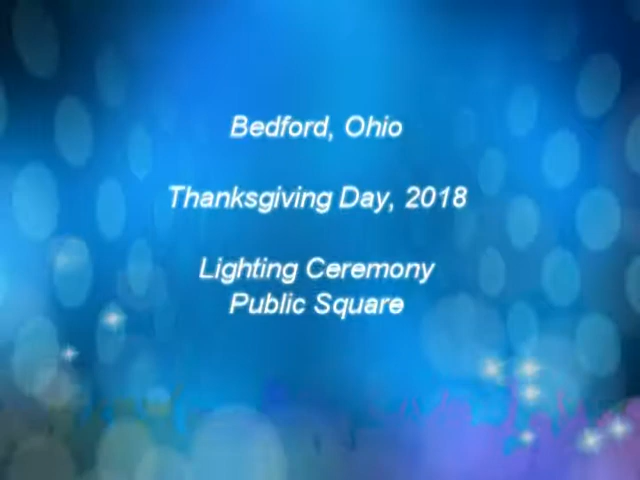 Bedford, Ohio
Thanksgiving Day, 2018
Lighting Ceremony
Public Square